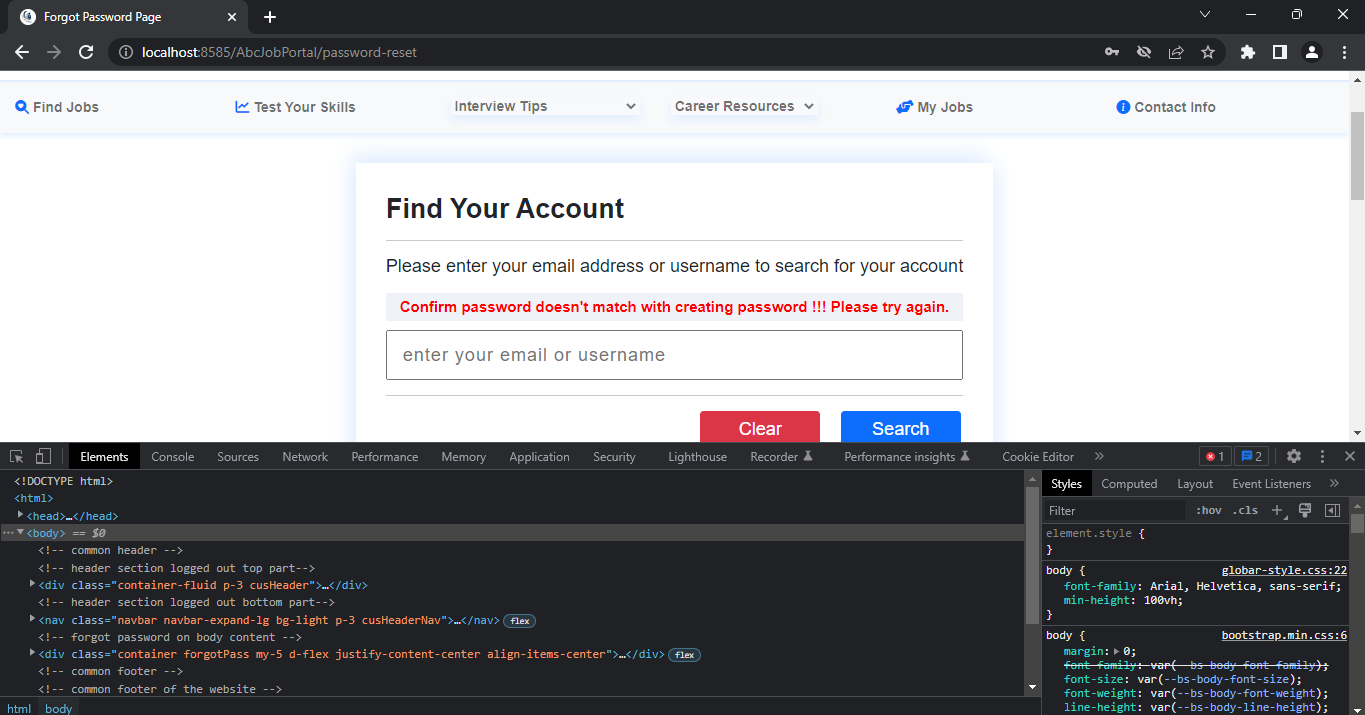 Forgot Password Page
localhost:8585/AbcJobPortal/password-reset
Find Jobs Test Your Skills Interview Tips Career Resources My Jobs Contact Info
Find Your Account
Please enter your email address or username to search for your account
Confirm password doesn't match with creating password !!! Please try again.
enter your email or username
Clear Search
Elements Console Sources Network Performance Memory Application Security Lighthouse Recorder Performance insights Cookie Editor » 1 2
<!DOCTYPE html>
<html>
<head>…</head>
<body> == $0
<!-- common header -->
<!-- header section logged out top part-->
<div class="container-fluid p-3 cusHeader">…</div>
<!-- header section logged out bottom part-->
<nav class="navbar navbar-expand-lg bg-light p-3 cusHeaderNav">…</nav> flex
<!-- forgot password on body content -->
<div class="container forgotPass my-5 d-flex justify-content-center align-items-center">…</div> flex
<!-- common footer -->
<!-- common footer of the website -->
html body
Styles Computed Layout Event Listeners »
Filter :hov .cls +
element.style {
}
body { globar-style.css:22
font-family: Arial, Helvetica, sans-serif;
min-height: 100vh;
}
body { bootstrap.min.css:6
margin: 0;
font-family: var(--bs-body-font-family);
font-size: var(--bs-body-font-size);
font-weight: var(--bs-body-font-weight);
line-height: var(--bs-body-line-height);